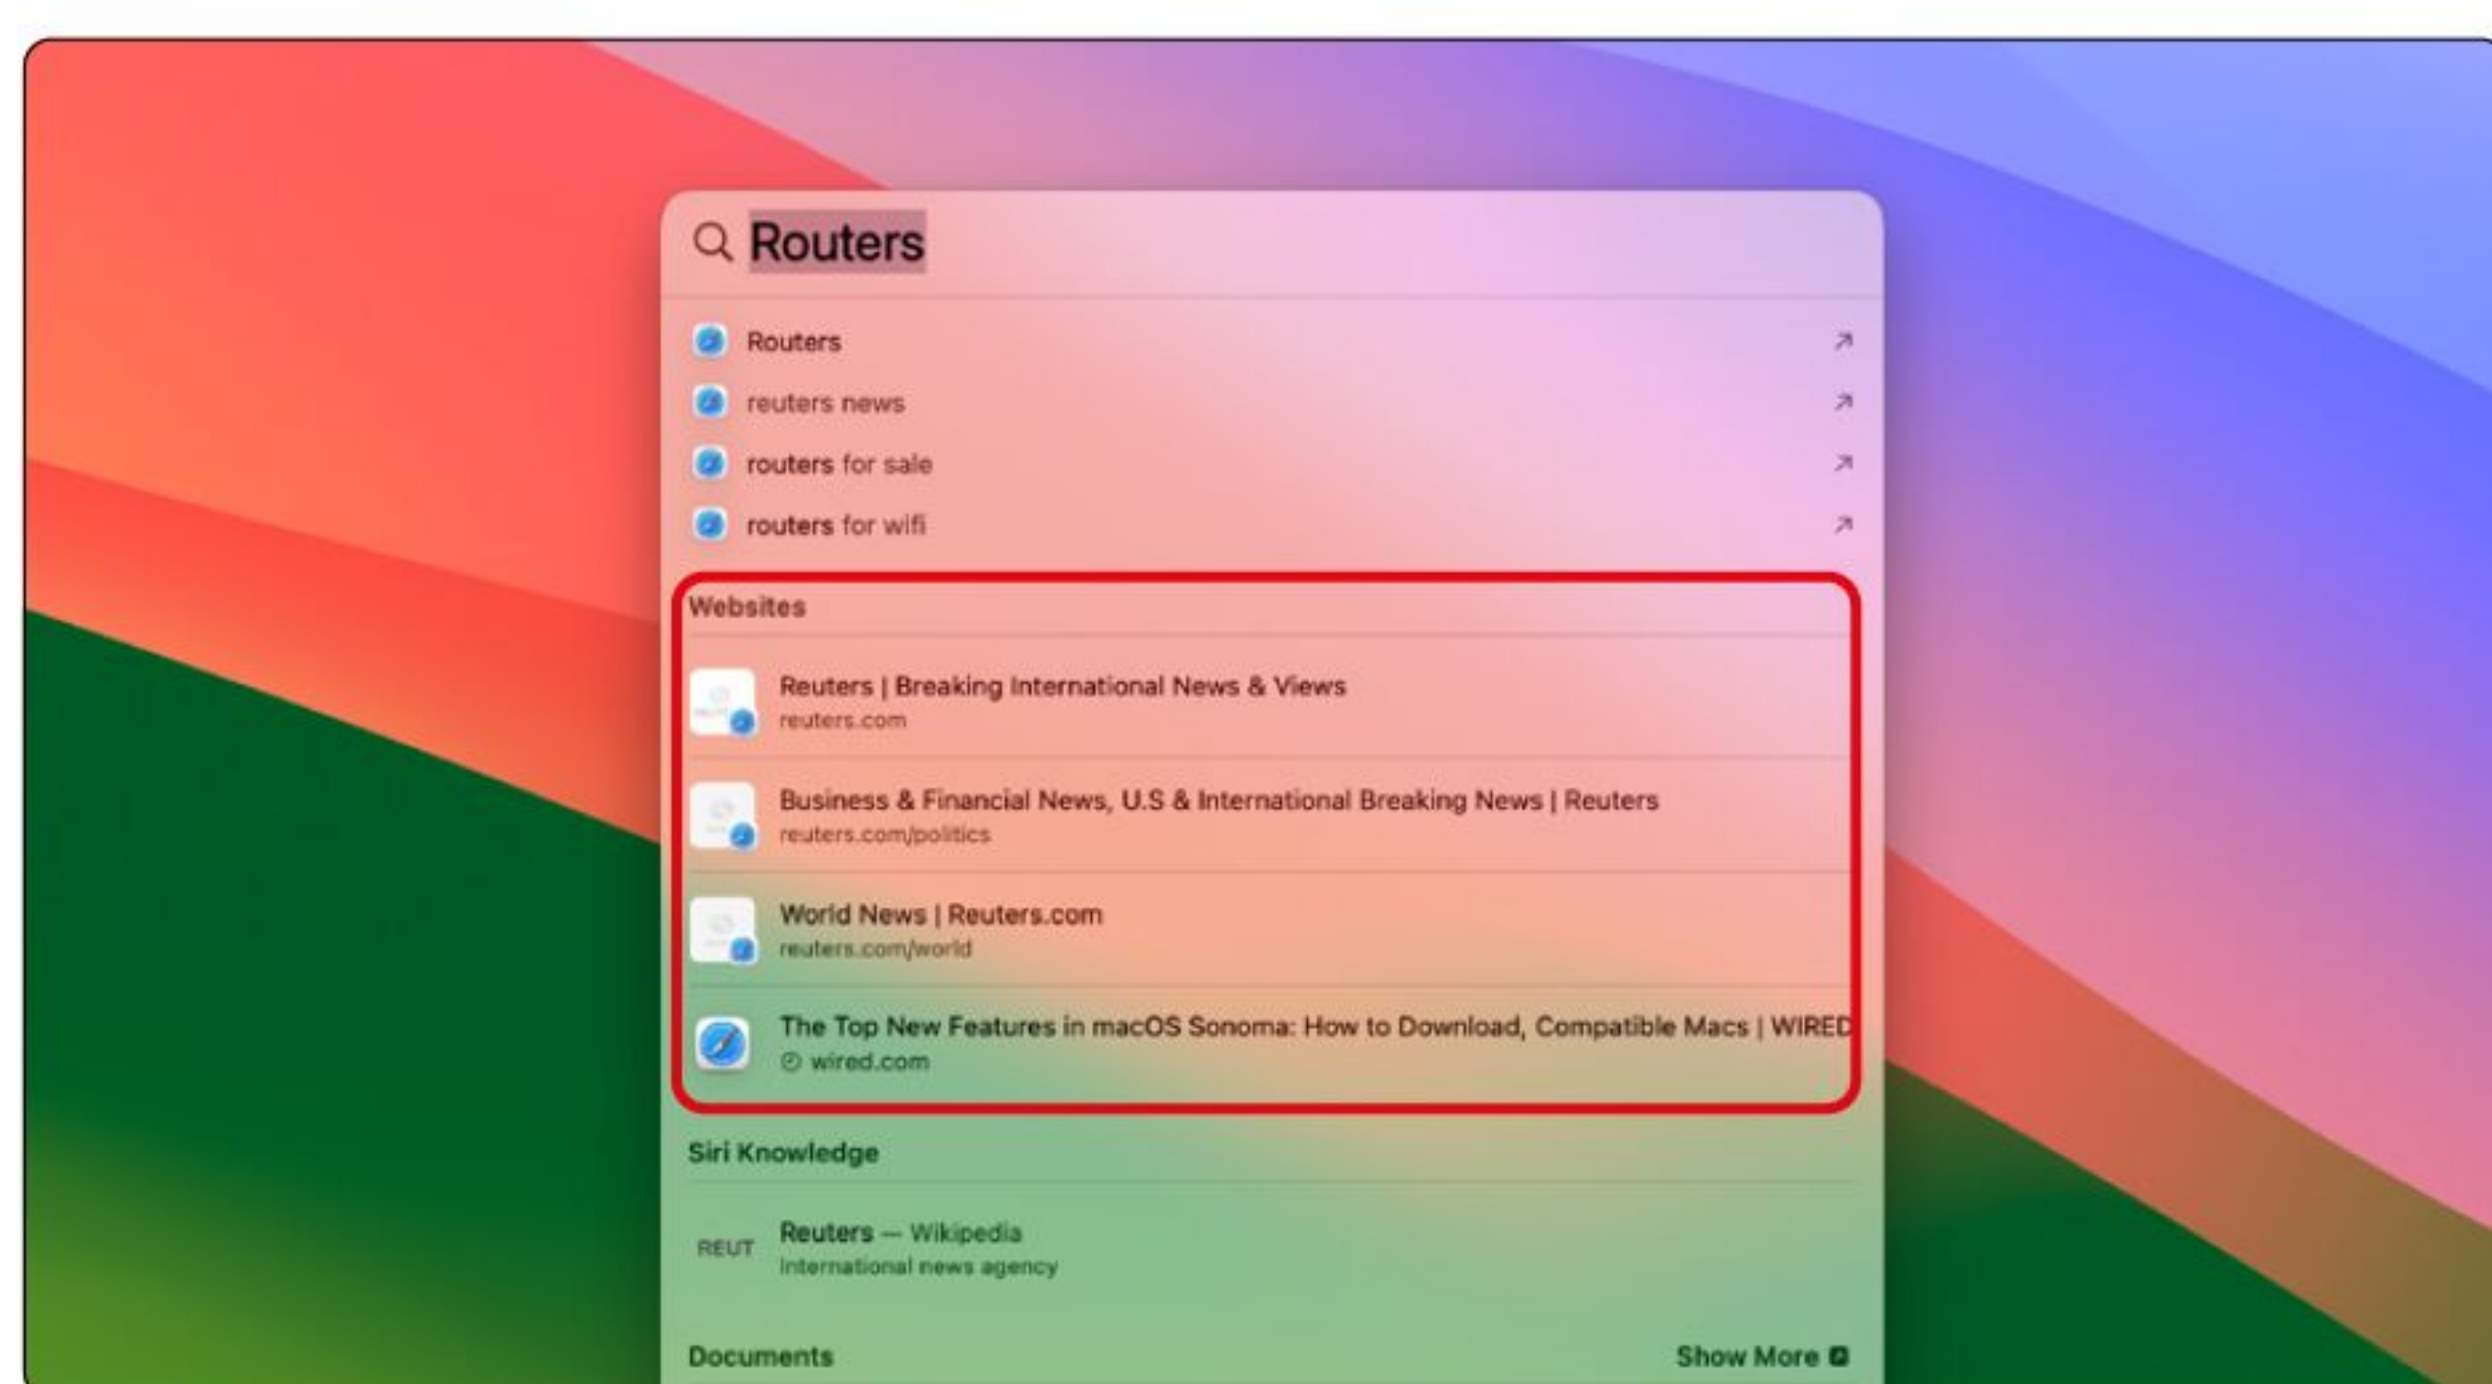 Routers
Routers
reuters news
routers for sale
routers for wifi
Websites
Reuters | Breaking International News & Views
reuters.com
Business & Financial News, U.S & International Breaking News | Reuters
reuters.com/politics
World News | Reuters.com
reuters.com/world
The Top New Features in macOS Sonoma: How to Download, Compatible Macs | WIRED
wired.com
Siri Knowledge
REUT
Reuters — Wikipedia
International news agency
Documents
Show More